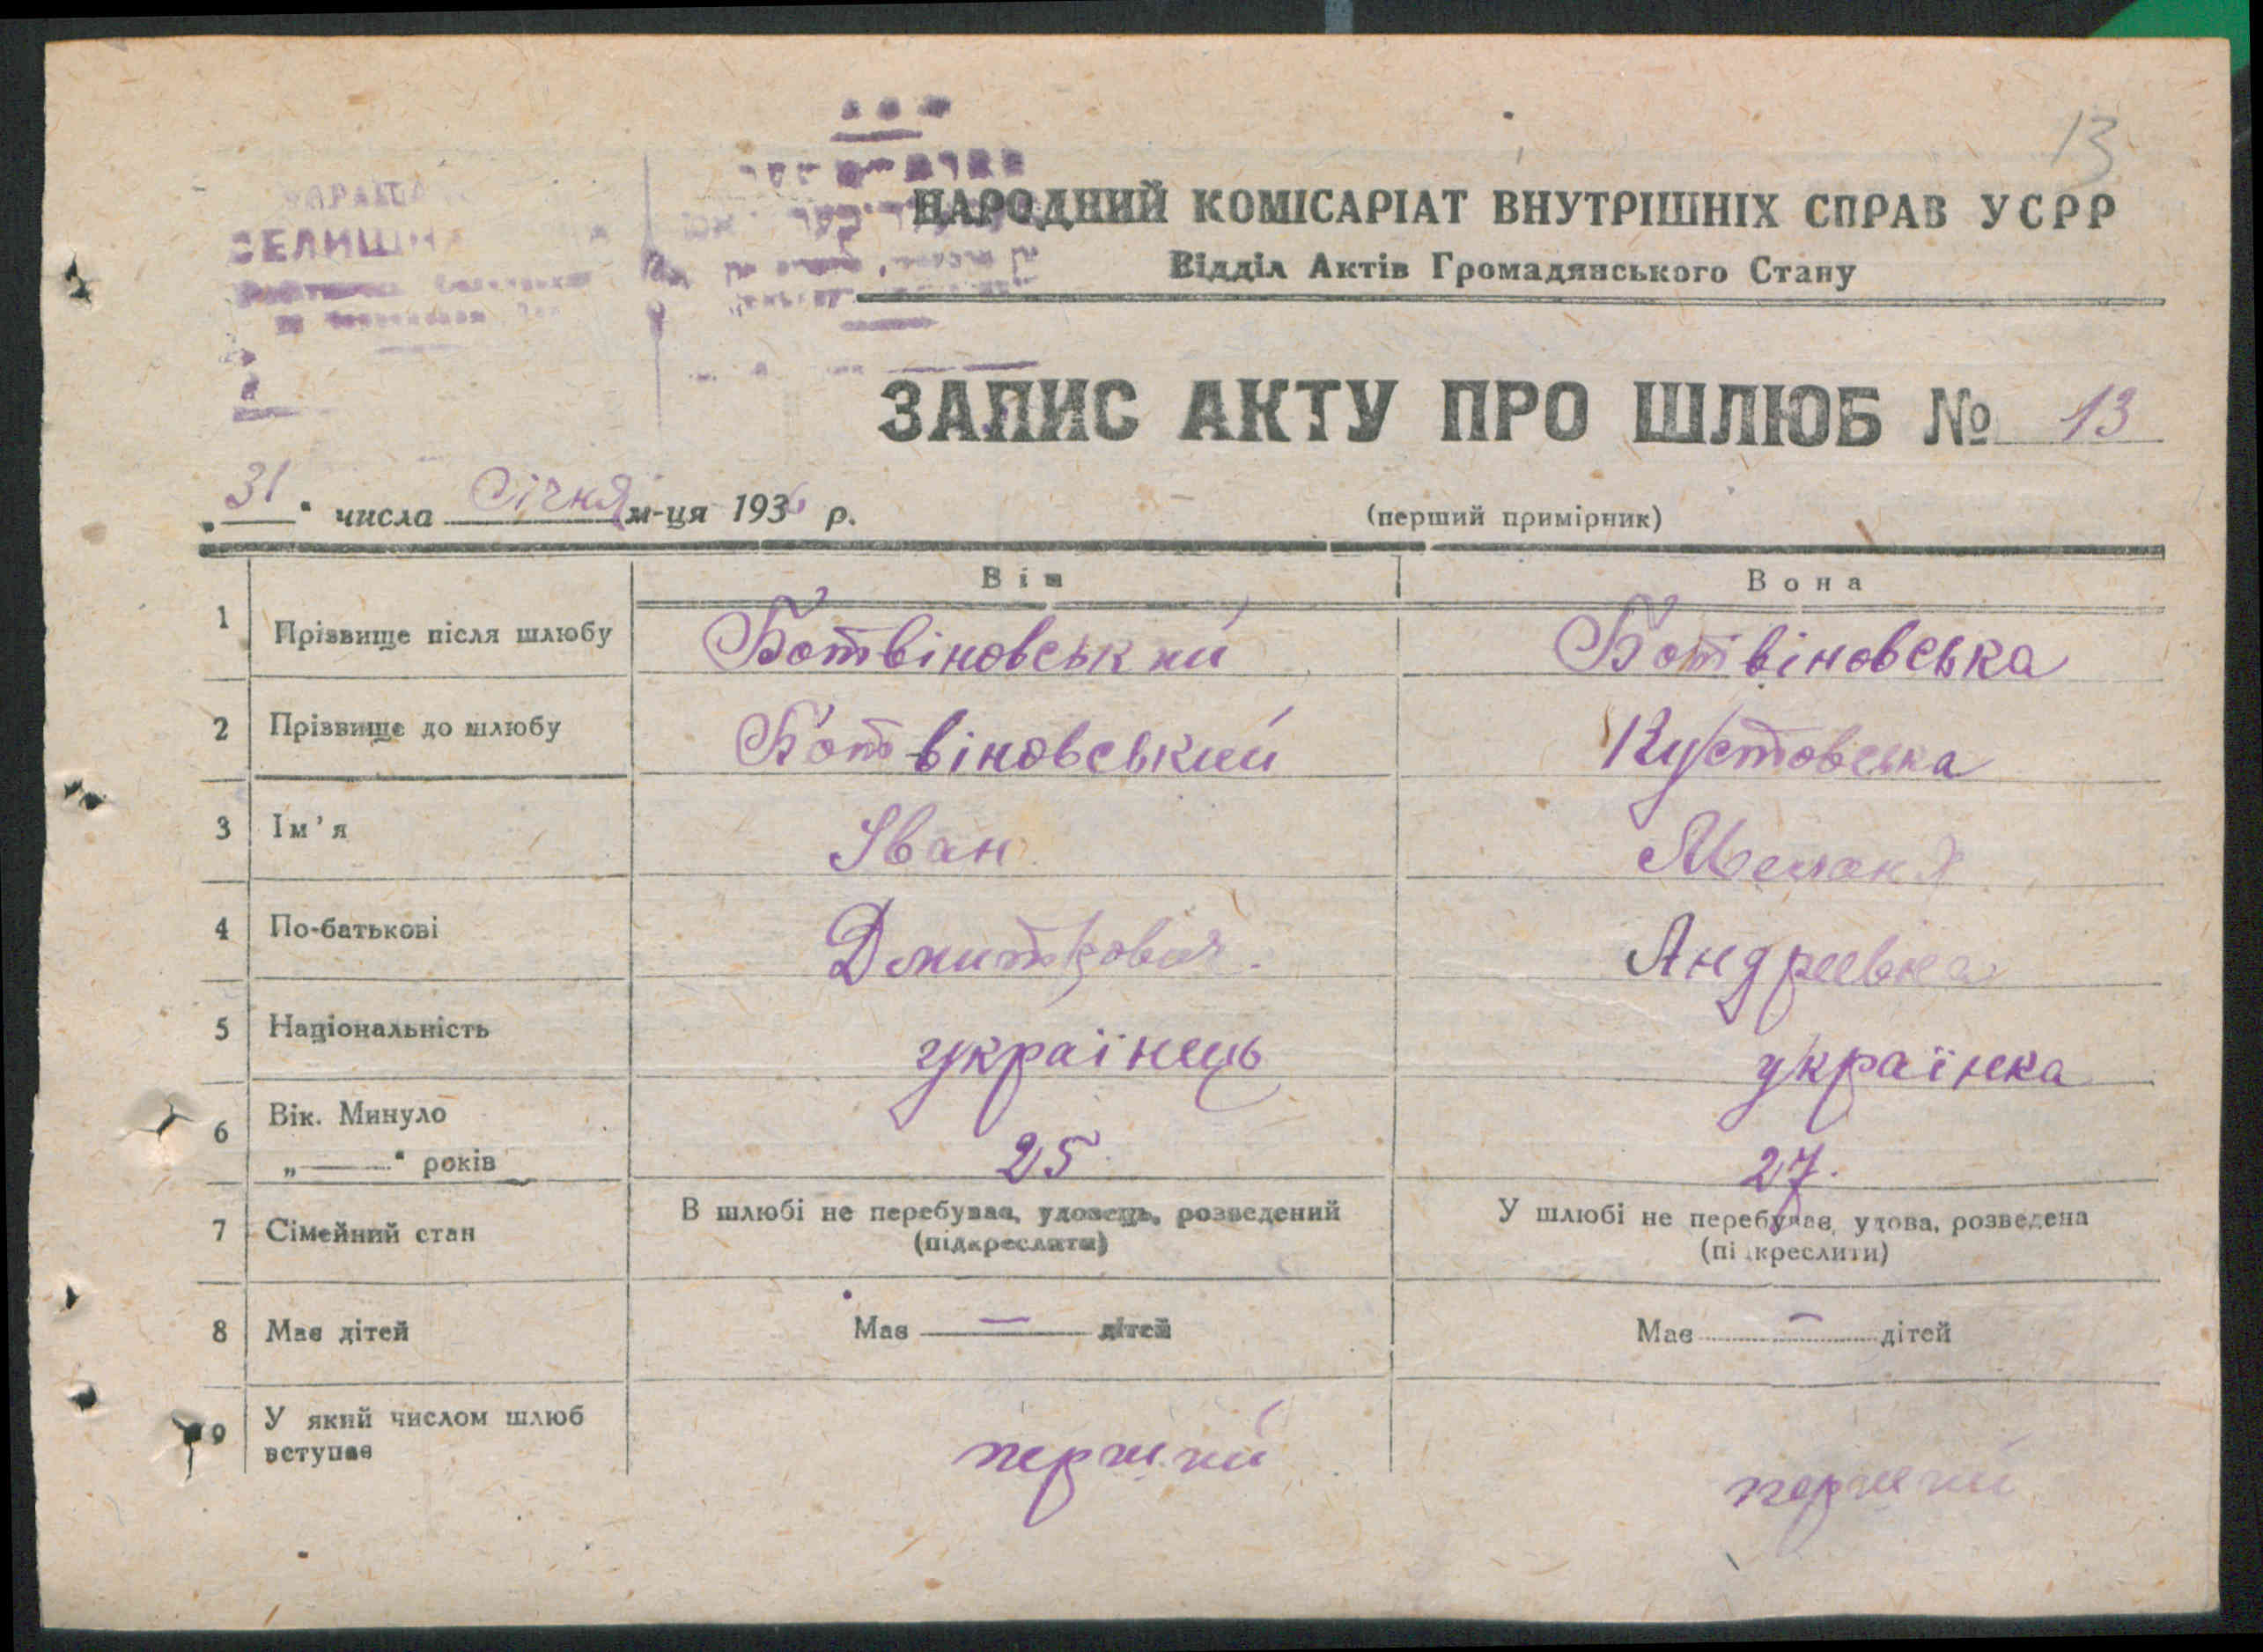 13
НАРОДНИЙ КОМІСАРІАТ ВНУТРІШНІХ СПРАВ УСРР
Відділ Актів Громадянського Стану
ЗАПИС АКТУ ПРО ШЛЮБ № 13
„31" числа Січня м-ця 1936 р. (перший примірник)
Він Вона
1 Прізвище після шлюбу Ботвіновський Ботвіновська
2 Прізвище до шлюбу Ботвіновський Кустовська
3 Ім'я Іван
4 По-батькові Дмитрович. Андриевна
5 Національність українець українка
6 Вік. Минуло
„——" років 25 27.
7 Сімейний стан В шлюбі не перебував, удовець, розведений У шлюбі не перебував, удова, розведена
(підкреслити) (підкреслити)
8 Має дітей Має — дітей Має — дітей
9 У який числом шлюб
вступає перший перший